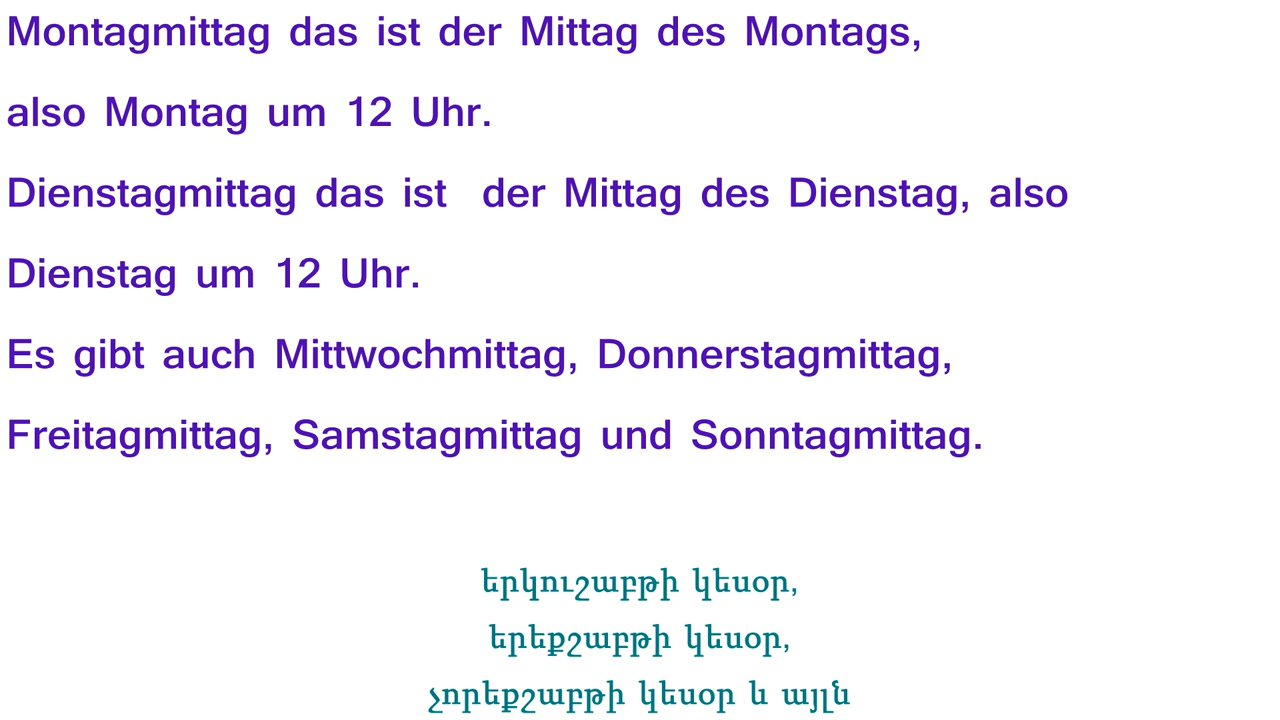 Montagmittag das ist der Mittag des Montags,
also Montag um 12 Uhr.
Dienstagmittag das ist der Mittag des Dienstag, also
Dienstag um 12 Uhr.
Es gibt auch Mittwochmittag, Donnerstagmittag,
Freitagmittag, Samstagmittag und Sonntagmittag.
երկուշաբթի կեսօր,
երեքշաբթի կեսօր,
չորեքշաբթի կեսօր և այլն